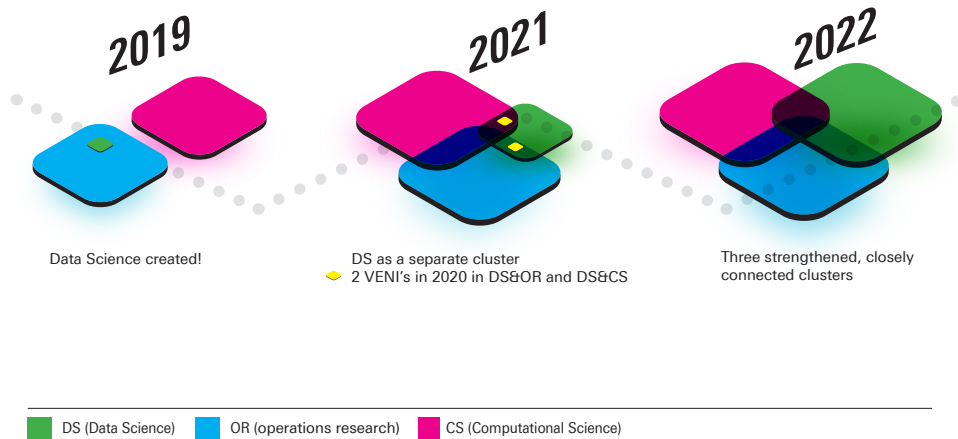 2019
2021
2022
Data Science created!
DS as a separate cluster
2 VENI's in 2020 in DS&OR and DS&CS
Three strengthened, closely
connected clusters
DS (Data Science)
OR (operations research)
CS (Computational Science)